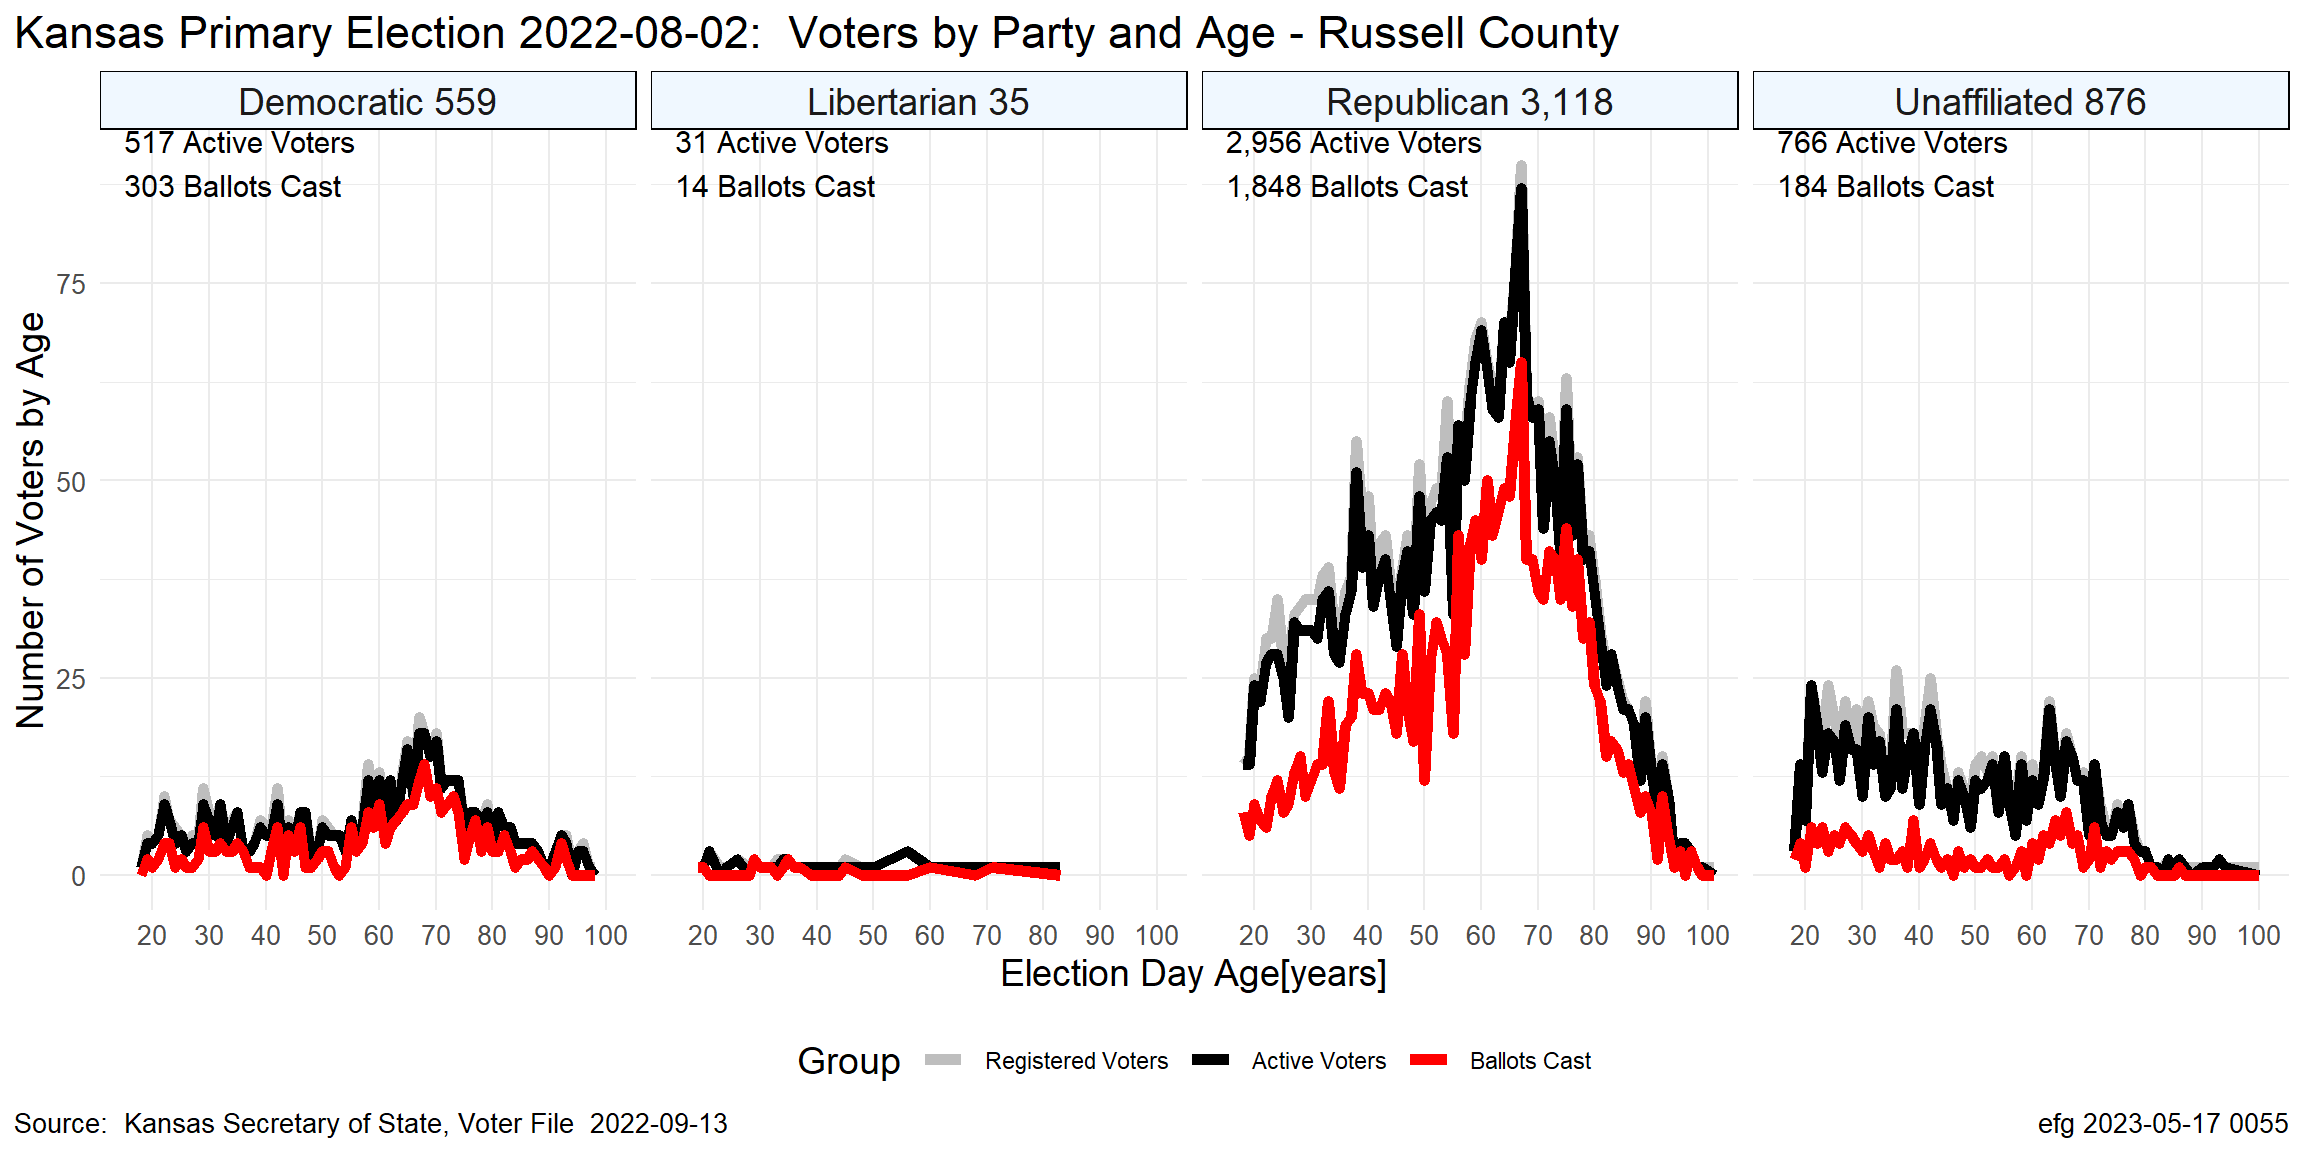 Kansas Primary Election 2022-08-02:  Voters by Party and Age - Russell County
Democratic 559
Libertarian 35
Republican 3,118
Unaffiliated 876
517 Active Voters
303 Ballots Cast
31 Active Voters
14 Ballots Cast
2,956 Active Voters
1,848 Ballots Cast
766 Active Voters
184 Ballots Cast
Number of Voters by Age
75
50
25
0
20 30 40 50 60 70 80 90 100
20 30 40 50 60 70 80 90 100
20 30 40 50 60 70 80 90 100
20 30 40 50 60 70 80 90 100
Election Day Age[years]
Group Registered Voters Active Voters Ballots Cast
Source:  Kansas Secretary of State, Voter File  2022-09-13
efg 2023-05-17 0055